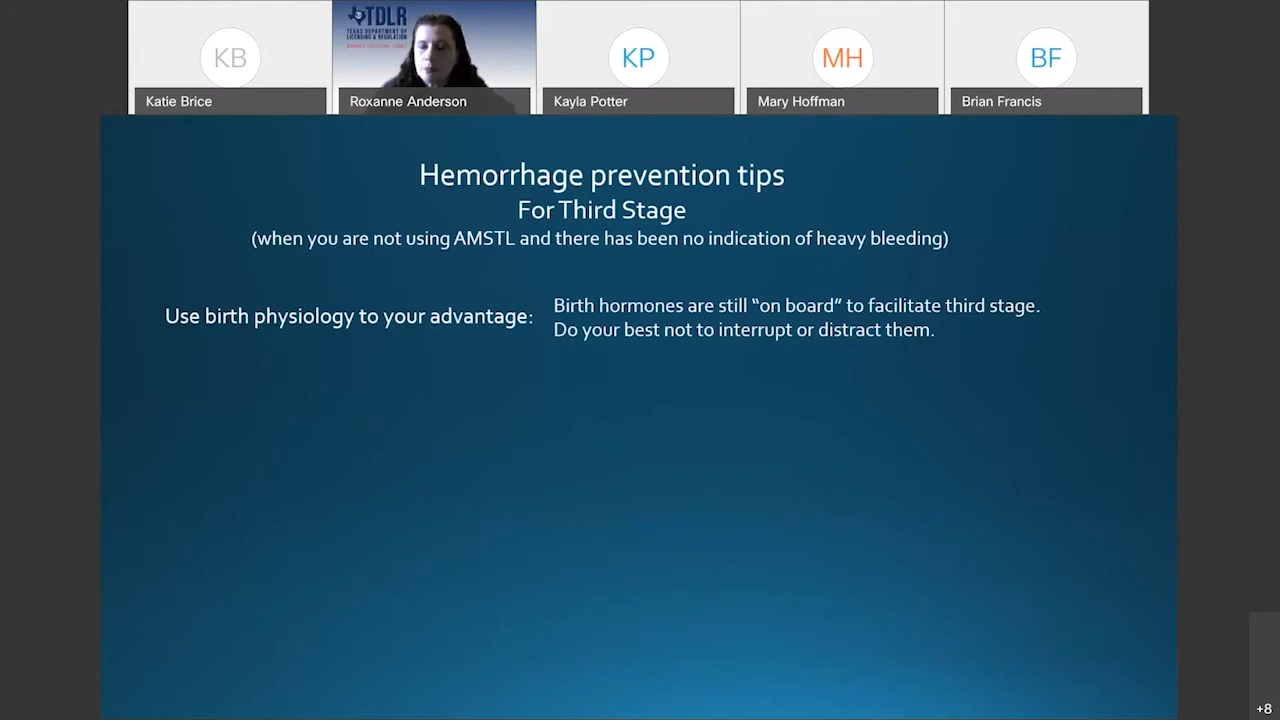 KB
Katie Brice
TDLR
TEXAS DEPARTMENT OF
LICENSING & REGULATION
Roxanne Anderson
KP
Kayla Potter
MH
Mary Hoffman
BF
Brian Francis
Hemorrhage prevention tips
For Third Stage
(when you are not using AMSTL and there has been no indication of heavy bleeding)
Use birth physiology to your advantage:
Birth hormones are still “on board” to facilitate third stage.
Do your best not to interrupt or distract them.
+8